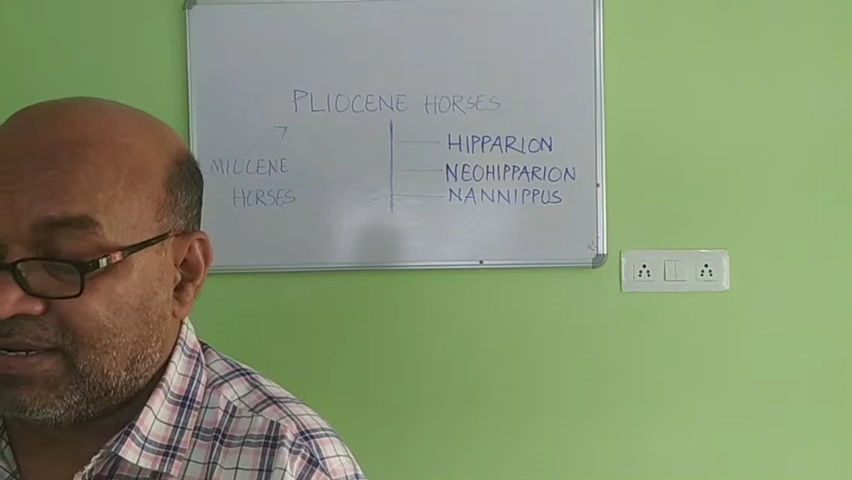 PLIOCENE HORSES
MIOCENE
HORSES
HIPPARION
NEOHIPPARION
NANNIPPUS